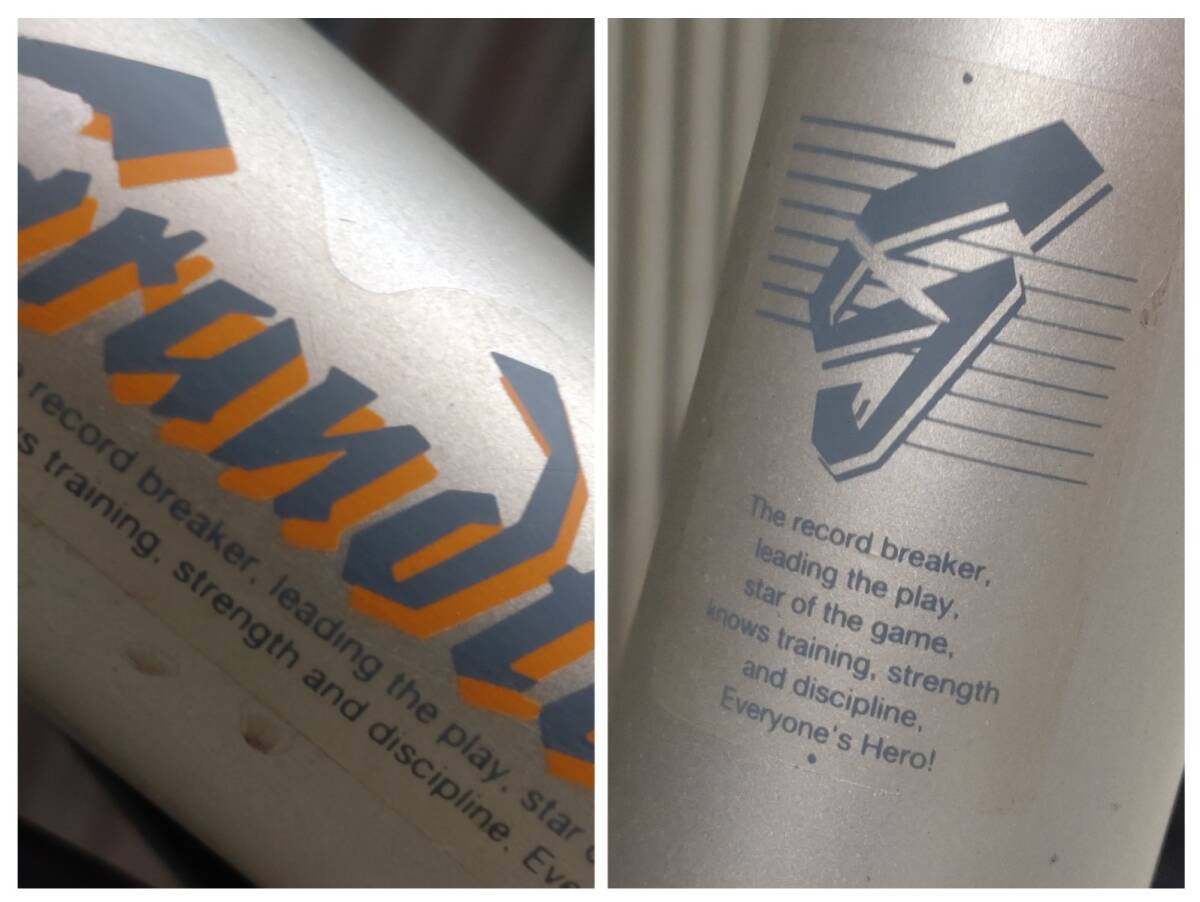 record breaker, leading the play, star
s training, strength and discipline. Eve
The record breaker,
leading the play,
star of the game,
knows training, strength
and discipline,
Everyone's Hero!